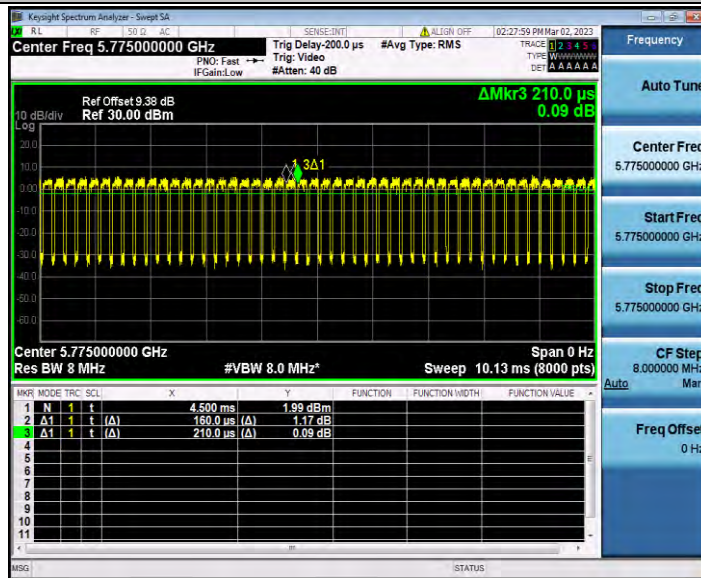 Keysight Spectrum Analyzer - Swept SA
RL RF 50 Ω AC SENSE:INT ALIGN OFF 02:27:59 PM Mar 02, 2023
Center Freq 5.775000000 GHz
PNO: Fast
IFGain:Low
Trig Delay-200.0 µs
Trig: Video
#Atten: 40 dB
#Avg Type: RMS
TRACE 1 2 3 4 5 6
TYPE
DET A A A A A A
ΔMkr3 210.0 µs
0.09 dB
Ref Offset 9.38 dB
10 dB/div Ref 30.00 dBm
Log
20.0
10.0
0.00
-10.0
-20.0
-30.0
-40.0
-50.0
-60.0
1 3Δ1
Center 5.775000000 GHz Span 0 Hz
Res BW 8 MHz #VBW 8.0 MHz* Sweep 10.13 ms (8000 pts)
MKR MODE TRC SCL X Y FUNCTION FUNCTION WIDTH FUNCTION VALUE
1 N 1 t 4.500 ms 1.99 dBm
2 Δ1 1 t (Δ) 160.0 µs (Δ) 1.17 dB
3 Δ1 1 t (Δ) 210.0 µs (Δ) 0.09 dB
4
5
6
7
8
9
10
11
MSG STATUS
Frequency
Auto Tune
Center Freq
5.775000000 GHz
Start Freq
5.775000000 GHz
Stop Freq
5.775000000 GHz
CF Step
8.000000 MHz
Auto Man
Freq Offset
0 Hz